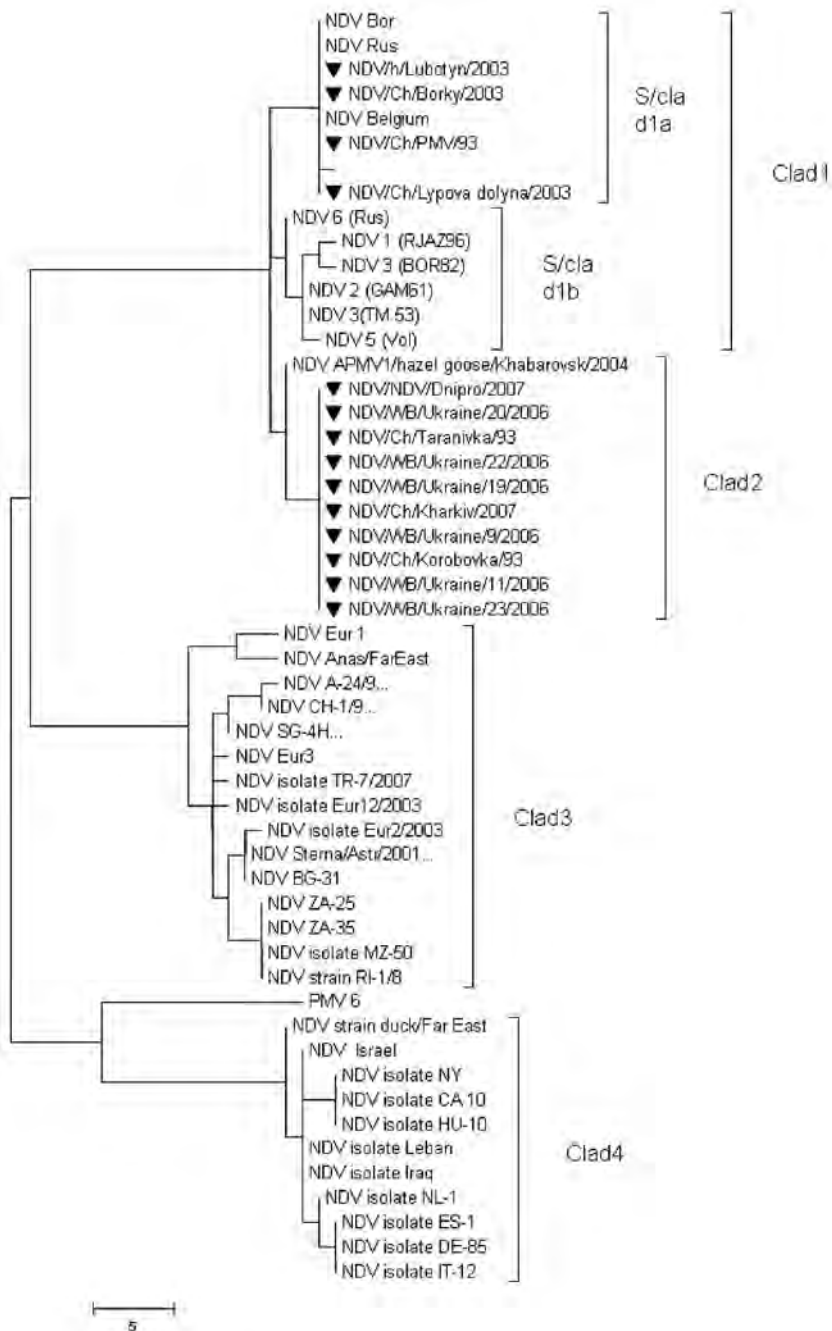 NDV Bor
NDV Rus
NDV/h/Lubotyn/2003
NDV/Ch/Borky/2003
NDV Belgium
NDV/Ch/PMV/93
NDV/Ch/Lypova dolyna/2003
S/cla
d1a
NDV 6 (Rus)
NDV 1 (RJAZ96)
NDV 3 (BOR82)
NDV 2 (GAM61)
NDV 3(TM 53)
NDV 5 (Vol)
S/cla
d1b
Clad1
NDV APMV1/hazel goose/Khabarovsk/2004
NDV/NDV/Dnipro/2007
NDV/WB/Ukraine/20/2006
NDV/Ch/Taranivka/93
NDV/WB/Ukraine/22/2006
NDV/WB/Ukraine/19/2006
NDV/Ch/Kharkiv/2007
NDV/WB/Ukraine/9/2006
NDV/Ch/Korobovka/93
NDV/WB/Ukraine/11/2006
NDV/WB/Ukraine/23/2006
Clad2
NDV Eur 1
NDV Anas/FarEast
NDV A-24/9...
NDV CH-1/9...
NDV SG-4H...
NDV Eur3
NDV isolate TR-7/2007
NDV isolate Eur12/2003
NDV isolate Eur2/2003
NDV Sterna/Astr/2001...
NDV BG-31
NDV ZA-25
NDV ZA-35
NDV isolate MZ-50
NDV strain RI-1/8
Clad3
PMV 6
NDV strain duck/Far East
NDV Israel
NDV isolate NY
NDV isolate CA 10
NDV isolate HU-10
NDV isolate Leban
NDV isolate Iraq
NDV isolate NL-1
NDV isolate ES-1
NDV isolate DE-85
NDV isolate IT-12
Clad4
5